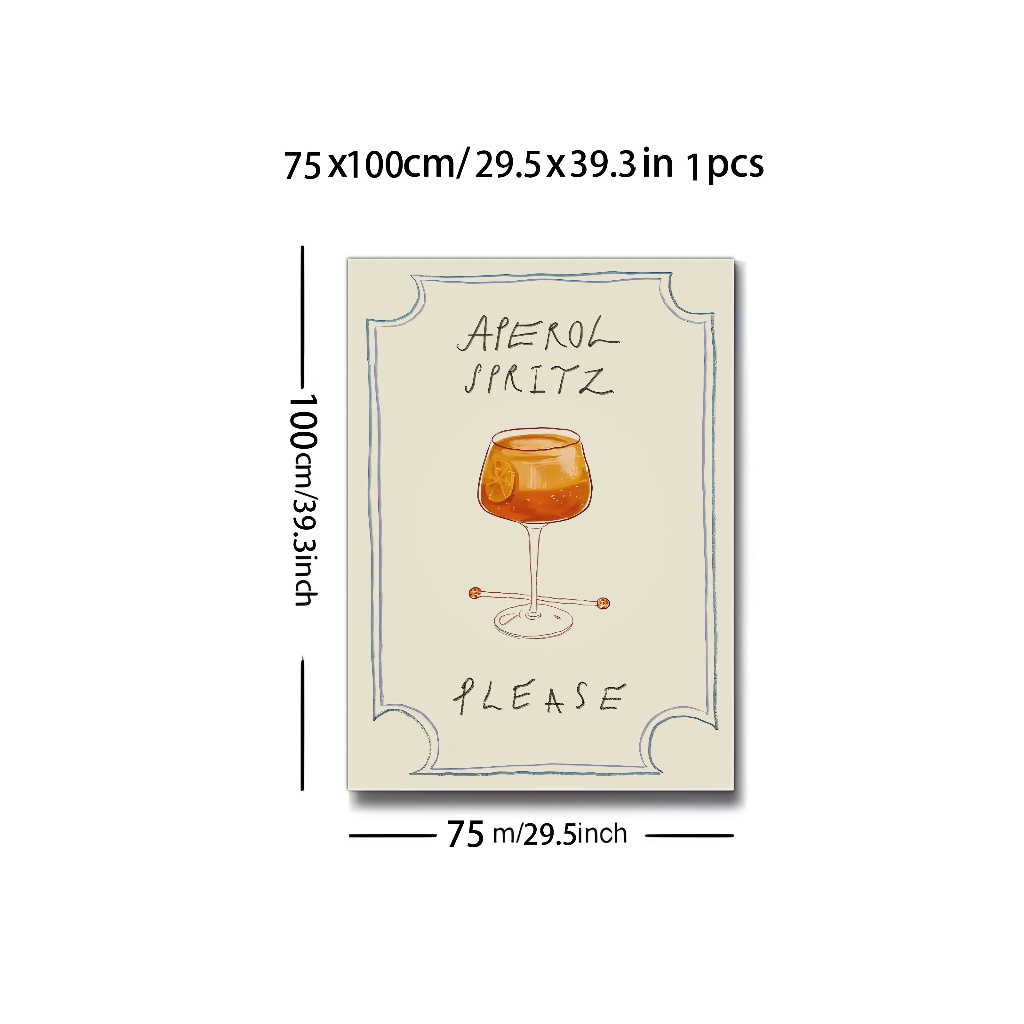 75x100cm/ 29.5x39.3in 1pcs
APEROL
SPRITZ
100cm/39.3inch
PLEASE
75 m/29.5inch